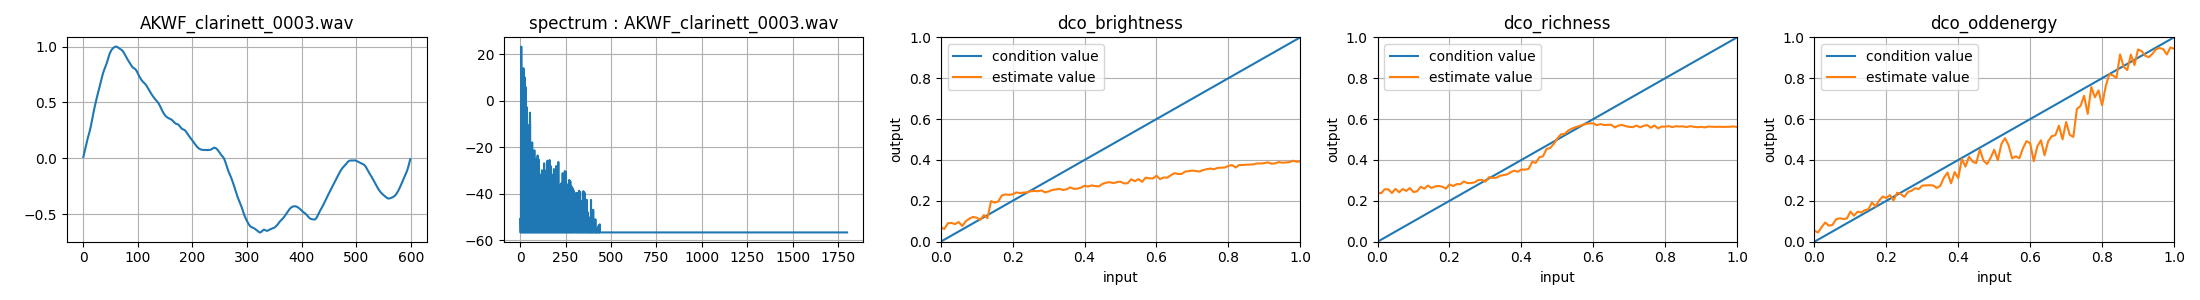 AKWF_clarinett_0003.wav
1.0
0.5
0.0
−0.5
0 100 200 300 400 500 600
spectrum : AKWF_clarinett_0003.wav
20
0
−20
−40
−60
0 250 500 750 1000 1250 1500 1750
dco_brightness
condition value
estimate value
output
1.0
0.8
0.6
0.4
0.2
0.0
0.0 0.2 0.4 0.6 0.8 1.0
input
dco_richness
condition value
estimate value
output
1.0
0.8
0.6
0.4
0.2
0.0
0.0 0.2 0.4 0.6 0.8 1.0
input
dco_oddenergy
condition value
estimate value
output
1.0
0.8
0.6
0.4
0.2
0.0
0.0 0.2 0.4 0.6 0.8 1.0
input